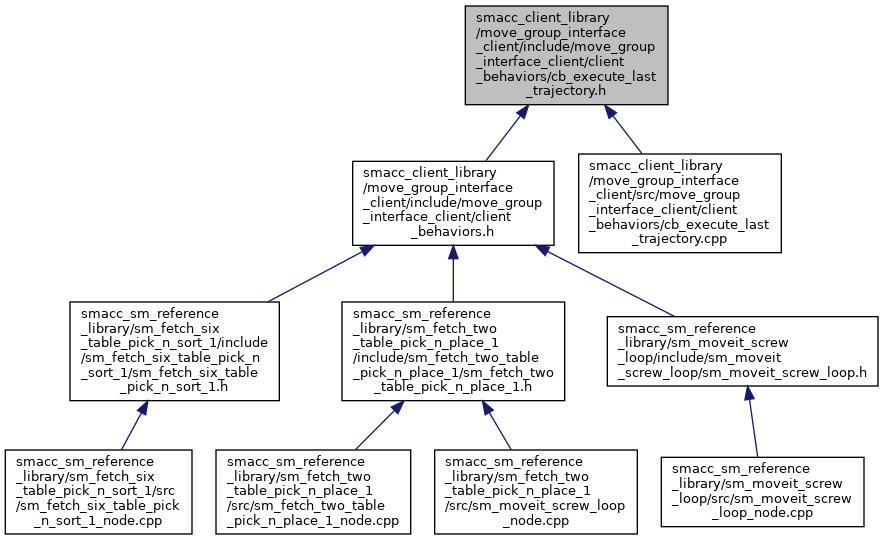 smacc_client_library
/move_group_interface
_client/include/move_group
_interface_client/client
_behaviors/cb_execute_last
_trajectory.h
smacc_client_library
/move_group_interface
_client/include/move_group
_interface_client/client
_behaviors.h
smacc_client_library
/move_group_interface
_client/src/move_group
_interface_client/client
_behaviors/cb_execute_last
_trajectory.cpp
smacc_sm_reference
_library/sm_fetch_six
_table_pick_n_sort_1/include
/sm_fetch_six_table_pick_n
_sort_1/sm_fetch_six_table
_pick_n_sort_1.h
smacc_sm_reference
_library/sm_fetch_two
_table_pick_n_place_1
/include/sm_fetch_two_table
_pick_n_place_1/sm_fetch_two
_table_pick_n_place_1.h
smacc_sm_reference
_library/sm_moveit_screw
_loop/include/sm_moveit
_screw_loop/sm_moveit_screw_loop.h
smacc_sm_reference
_library/sm_fetch_six
_table_pick_n_sort_1/src
/sm_fetch_six_table_pick
_n_sort_1_node.cpp
smacc_sm_reference
_library/sm_fetch_two
_table_pick_n_place_1
/src/sm_fetch_two_table
_pick_n_place_1_node.cpp
smacc_sm_reference
_library/sm_fetch_two
_table_pick_n_place_1
/src/sm_moveit_screw_loop
_node.cpp
smacc_sm_reference
_library/sm_moveit_screw
_loop/src/sm_moveit_screw
_loop_node.cpp